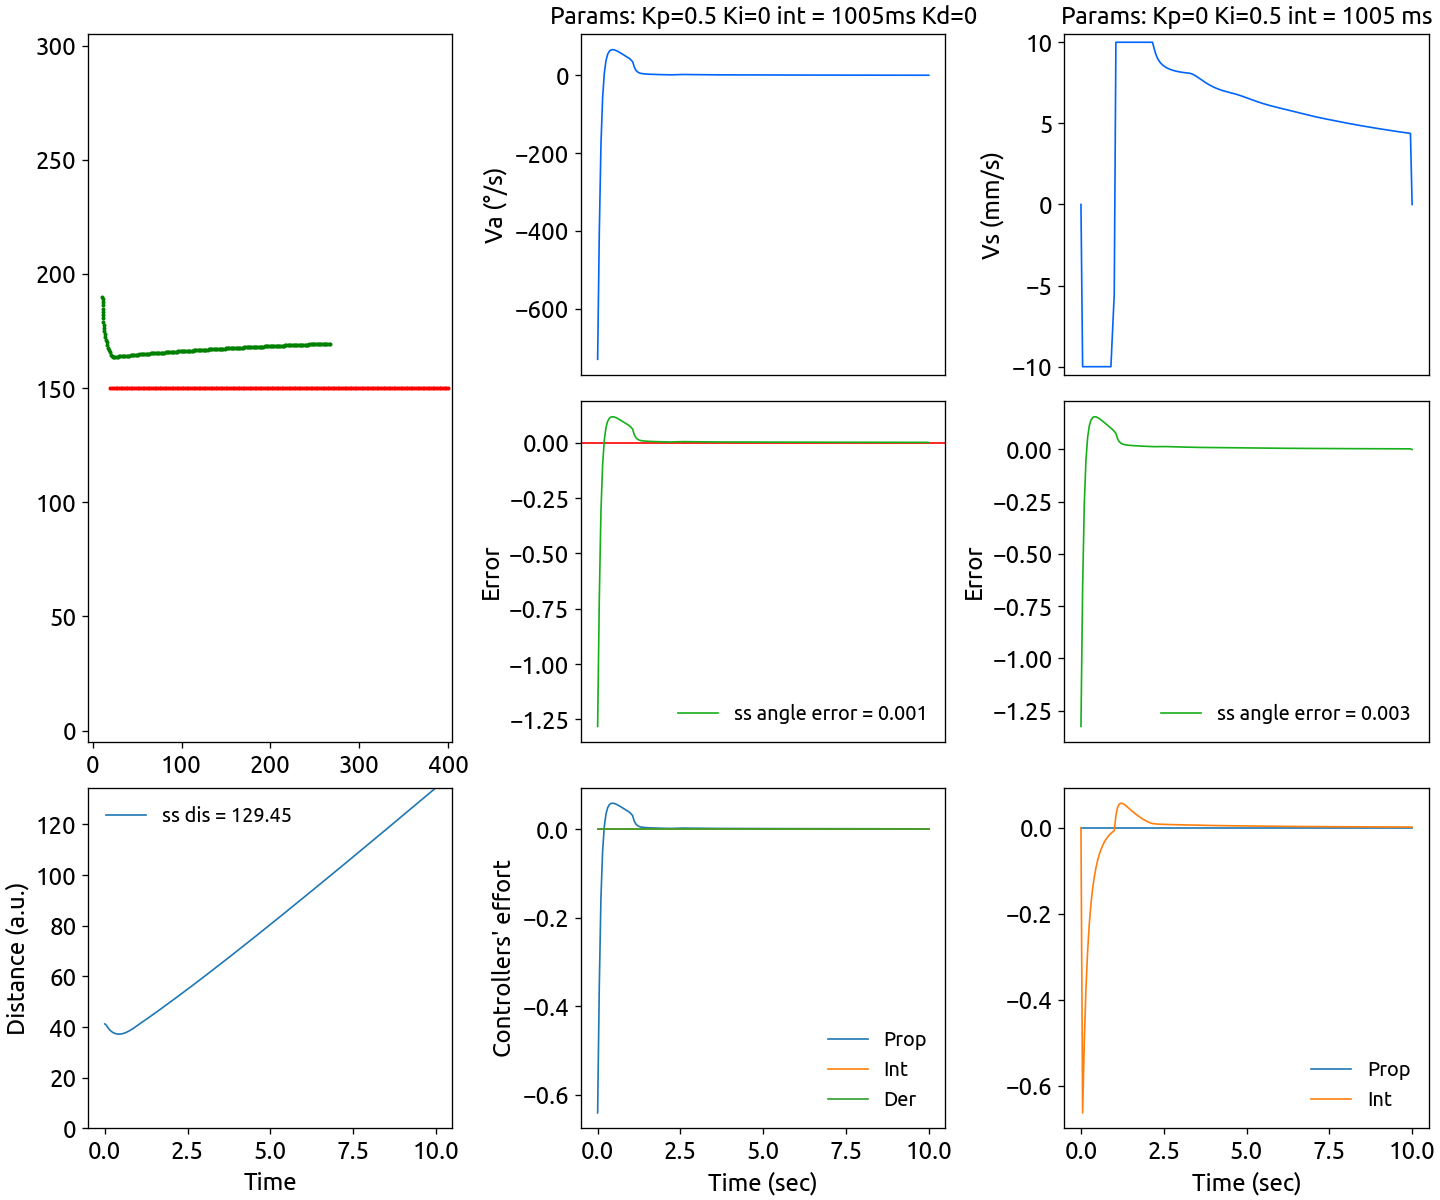 Params: Kp=0.5 Ki=0 int = 1005ms Kd=0
Params: Kp=0 Ki=0.5 int = 1005 ms
300
250
200
150
100
50
0
0 100 200 300 400
Va (°/s)
0
−200
−400
−600
Vs (mm/s)
10
5
0
−5
−10
Error
0.00
−0.25
−0.50
−0.75
−1.00
−1.25
ss angle error = 0.001
Error
0.00
−0.25
−0.50
−0.75
−1.00
−1.25
ss angle error = 0.003
Distance (a.u.)
120
100
80
60
40
20
0
ss dis = 129.45
0.0 2.5 5.0 7.5 10.0
Time
Controllers' effort
0.0
−0.2
−0.4
−0.6
Prop
Int
Der
0.0 2.5 5.0 7.5 10.0
Time (sec)
0.0
−0.2
−0.4
−0.6
Prop
Int
0.0 2.5 5.0 7.5 10.0
Time (sec)